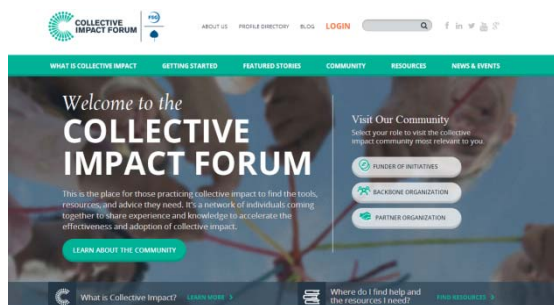 COLLECTIVE
IMPACT FORUM
FSG
ABOUT US PROFILE DIRECTORY BLOG LOGIN
WHAT IS COLLECTIVE IMPACT GETTING STARTED FEATURED STORIES COMMUNITY RESOURCES NEWS & EVENTS
Welcome to the
COLLECTIVE
IMPACT FORUM
This is the place for those practicing collective impact to find the tools,
resources, and advice they need. It's a network of individuals coming
together to share experience and knowledge to accelerate the
effectiveness and adoption of collective impact.
LEARN ABOUT THE COMMUNITY
Visit Our Community
Select your role to visit the collective
impact community most relevant to you
FUNDER OF INITIATIVES
BACKBONE ORGANIZATION
PARTNER ORGANIZATION
What is Collective Impact? LEARN MORE >
Where do I find help and
the resources I need? FIND RESOURCES >